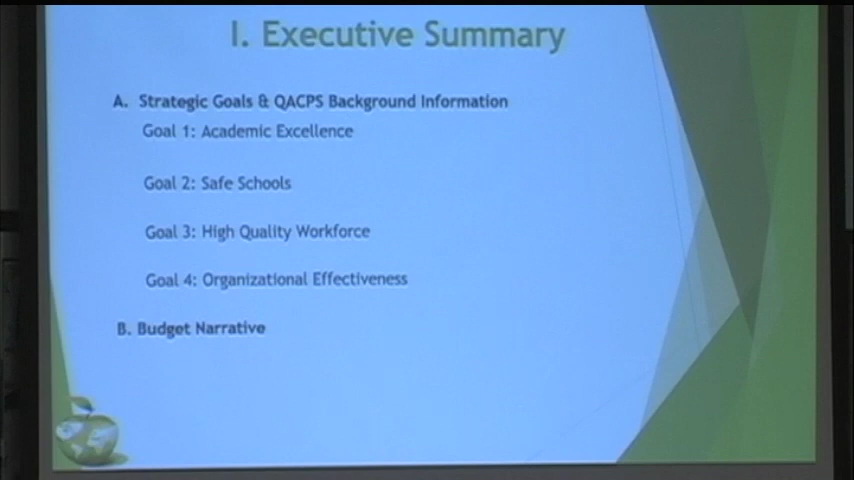 I. Executive Summary
A. Strategic Goals & QACPS Background Information
Goal 1: Academic Excellence
Goal 2: Safe Schools
Goal 3: High Quality Workforce
Goal 4: Organizational Effectiveness
B. Budget Narrative